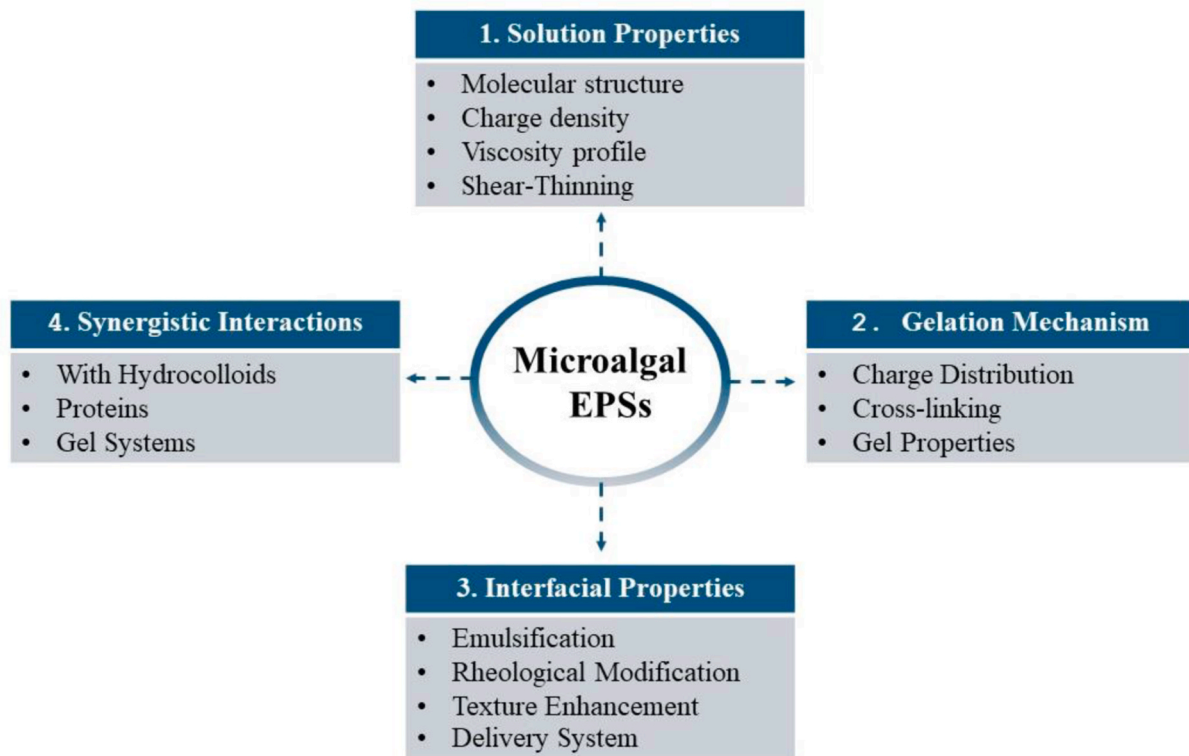 1. Solution Properties
• Molecular structure
• Charge density
• Viscosity profile
• Shear-Thinning
4. Synergistic Interactions
• With Hydrocolloids
• Proteins
• Gel Systems
Microalgal
EPSs
2. Gelation Mechanism
• Charge Distribution
• Cross-linking
• Gel Properties
3. Interfacial Properties
• Emulsification
• Rheological Modification
• Texture Enhancement
• Delivery System